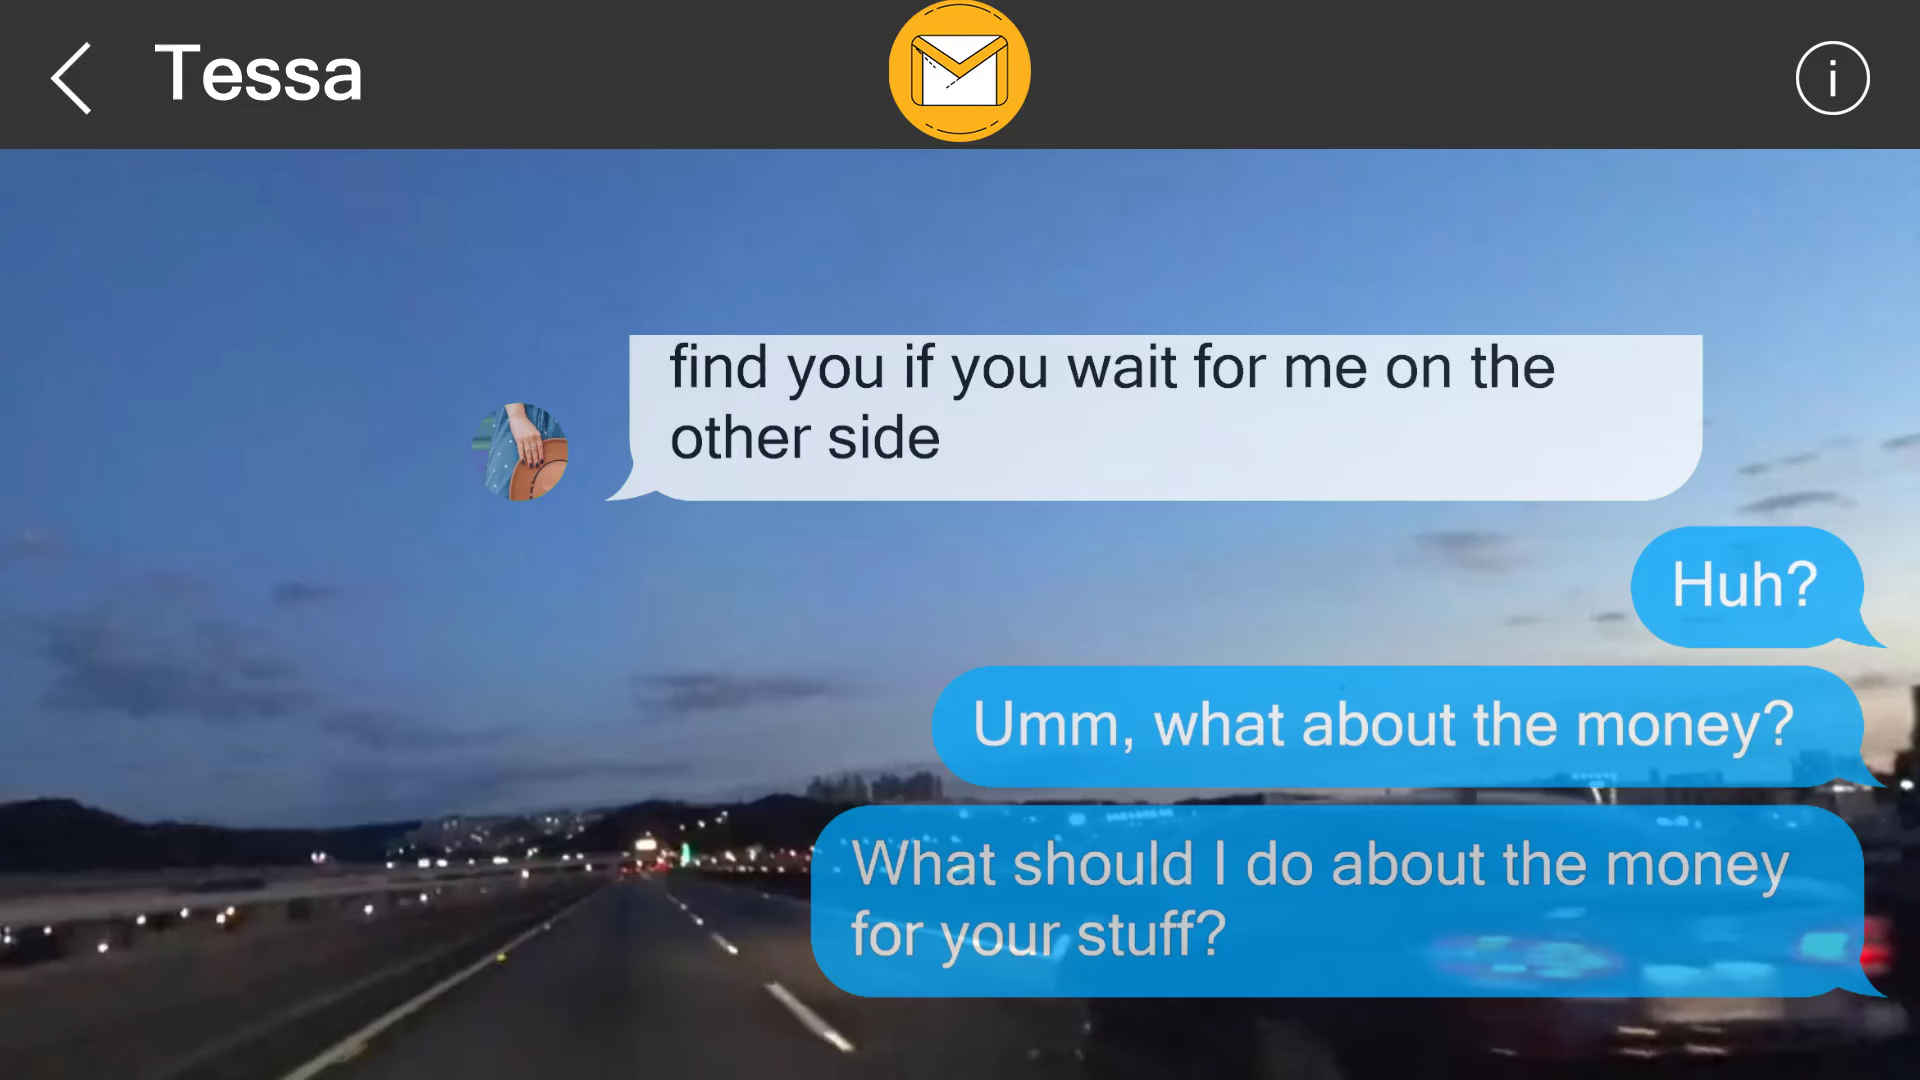 Tessa
find you if you wait for me on the
other side
Huh?
Umm, what about the money?
What should I do about the money
for your stuff?